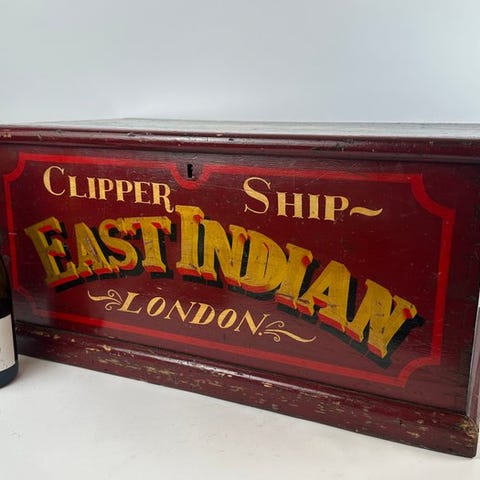 CLIPPER SHIP~
EAST INDIAN
~LONDON.~